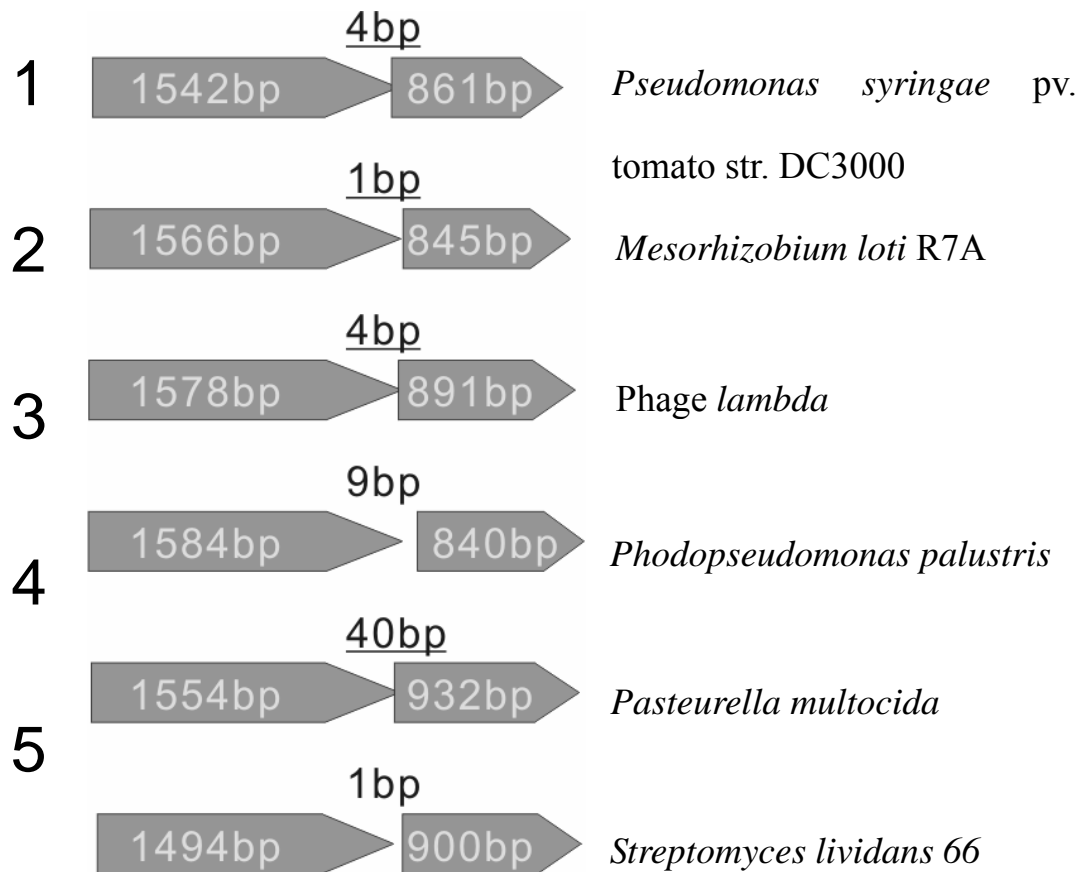 4bp
1 1542bp 861bp Pseudomonas syringae pv.
tomato str. DC3000
1bp
2 1566bp 845bp Mesorhizobium loti R7A
4bp
3 1578bp 891bp Phage lambda
9bp
4 1584bp 840bp Phodopseudomonas palustris
40bp
1554bp 932bp Pasteurella multocida
5
1bp
1494bp 900bp Streptomyces lividans 66